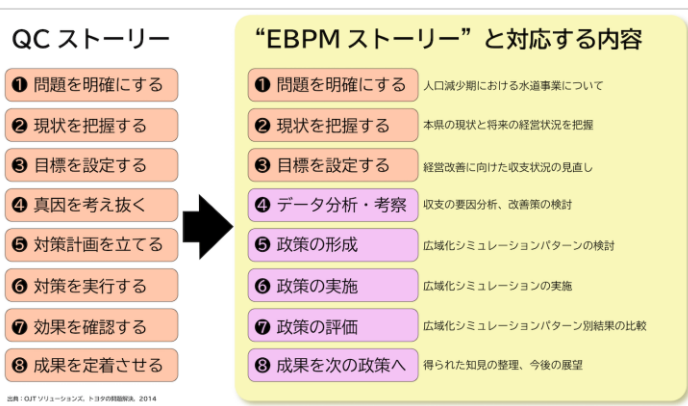 QC ストーリー
❶ 問題を明確にする
❷ 現状を把握する
❸ 目標を設定する
❹ 真因を考え抜く
❺ 対策計画を立てる
❻ 対策を実行する
❼ 効果を確認する
❽ 成果を定着させる
出典：OJTソリューションズ, トヨタの問題解決, 2014
“EBPM ストーリー” と対応する内容
❶ 問題を明確にする 人口減少期における水道事業について
❷ 現状を把握する 本県の現状と将来の経営状況を把握
❸ 目標を設定する 経営改善に向けた収支状況の見直し
❹ データ分析・考察 収支の要因分析、改善策の検討
❺ 政策の形成 広域化シミュレーションパターンの検討
❻ 政策の実施 広域化シミュレーションの実施
❼ 政策の評価 広域化シミュレーションパターン別結果の比較
❽ 成果を次の政策へ 得られた知見の整理、今後の展望